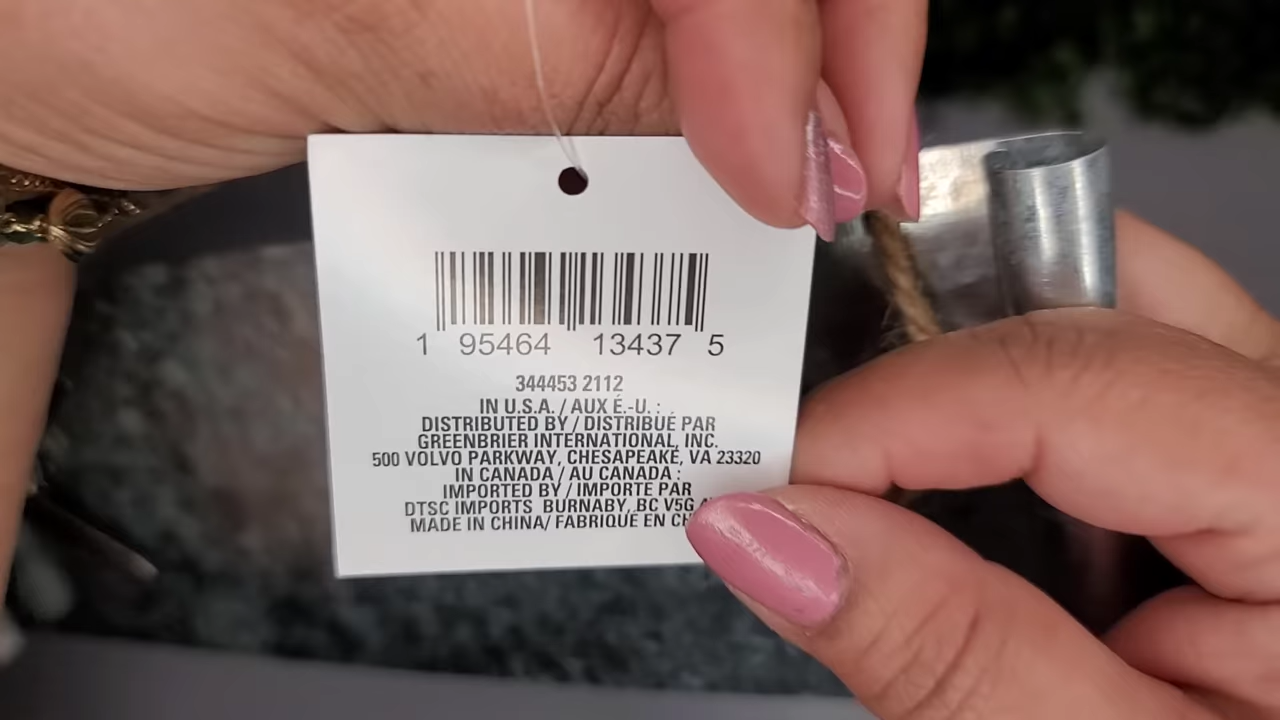 1 95464 13437 5
344453 2112
IN U.S.A. / AUX É.-U. :
DISTRIBUTED BY / DISTRIBUÉ PAR
GREENBRIER INTERNATIONAL, INC.
500 VOLVO PARKWAY, CHESAPEAKE, VA 23320
IN CANADA / AU CANADA :
IMPORTED BY / IMPORTE PAR
DTSC IMPORTS BURNABY, BC V5G
MADE IN CHINA/ FABRIQUÉ EN